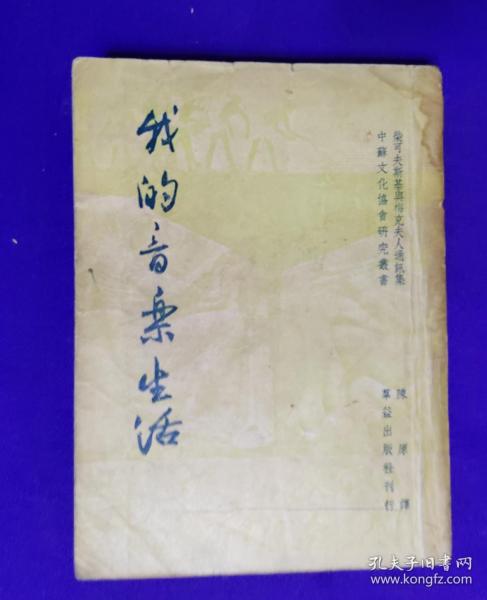 柴可夫斯基與梅克夫人通訊集
中蘇文化協會研究叢書
我的音樂生活
陳原譯
羣益出版社刊行
孔夫子旧书网
www.kongfz.com